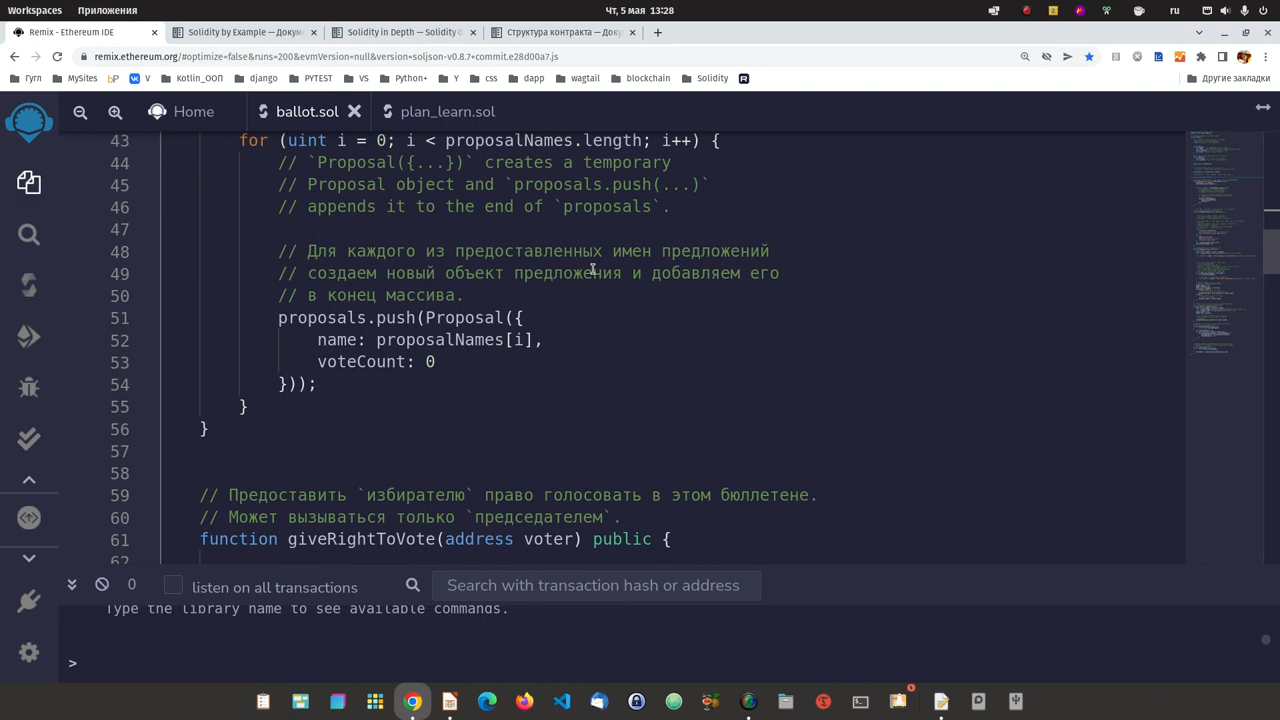 Workspaces Приложения Чт, 5 мая 13:28 ru
Remix - Ethereum IDE Solidity by Example — Докум Solidity in Depth — Solidity 0 Структура контракта — Доку
remix.ethereum.org/#optimize=false&runs=200&evmVersion=null&version=soljson-v0.8.7+commit.e28d00a7.js
Гугл MySites bP V Kotlin_ООП django PYTEST VS Python+ Y css dapp wagtail blockchain Solidity Другие закладки
Home ballot.sol plan_learn.sol
43 for (uint i = 0; i < proposalNames.length; i++) {
44 // `Proposal({...})` creates a temporary
45 // Proposal object and `proposals.push(...)`
46 // appends it to the end of `proposals`.
47
48 // Для каждого из представленных имен предложений
49 // создаем новый объект предложения и добавляем его
50 // в конец массива.
51 proposals.push(Proposal({
52 name: proposalNames[i],
53 voteCount: 0
54 }));
55 }
56 }
57
58
59 // Предоставить `избирателю` право голосовать в этом бюллетене.
60 // Может вызываться только `председателем`.
61 function giveRightToVote(address voter) public {
62
0 listen on all transactions Search with transaction hash or address
Type the library name to see available commands.
>